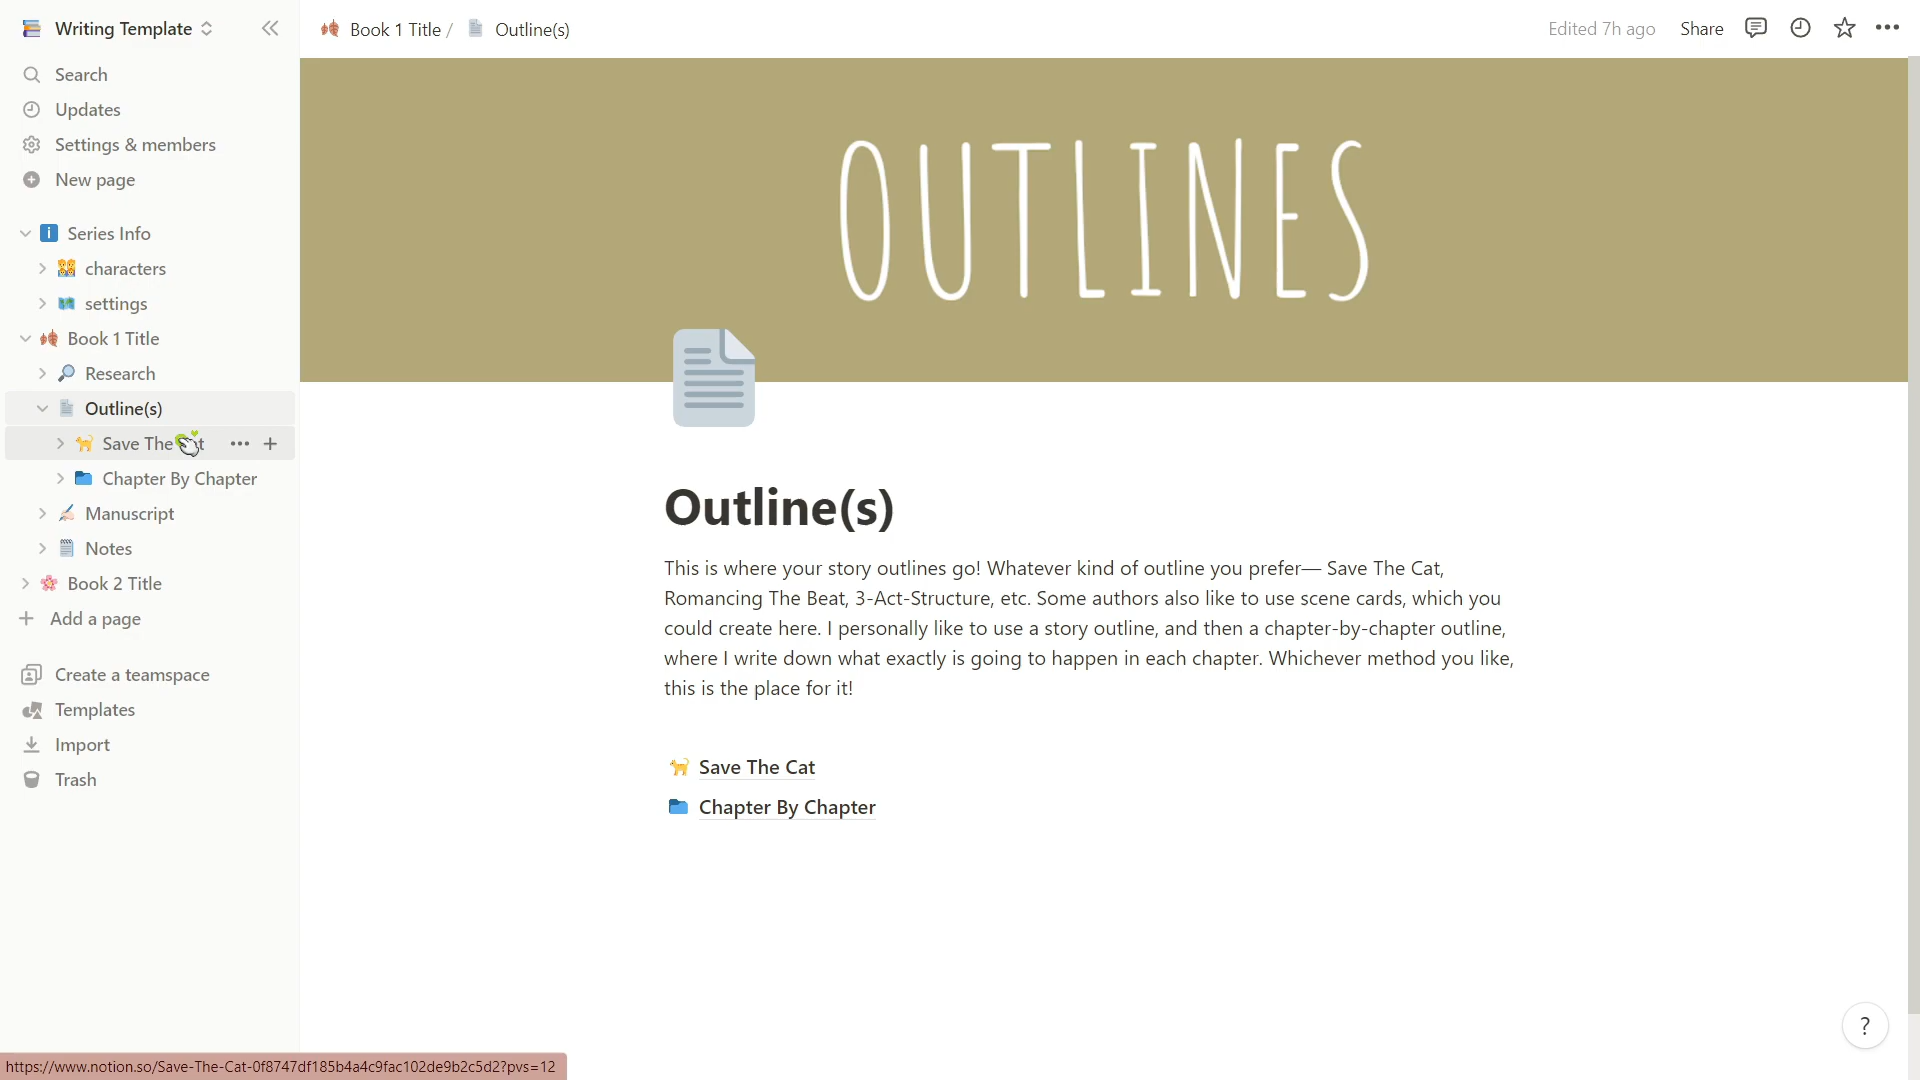 Writing Template
Book 1 Title / Outline(s)
Edited 7h ago Share
Search
Updates
Settings & members
New page
Series Info
characters
settings
Book 1 Title
Research
Outline(s)
Save The
Chapter By Chapter
Manuscript
Notes
Book 2 Title
Add a page
Create a teamspace
Templates
Import
Trash
OUTLINES
Outline(s)
This is where your story outlines go! Whatever kind of outline you prefer— Save The Cat,
Romancing The Beat, 3-Act-Structure, etc. Some authors also like to use scene cards, which you
could create here. I personally like to use a story outline, and then a chapter-by-chapter outline,
where I write down what exactly is going to happen in each chapter. Whichever method you like,
this is the place for it!
Save The Cat
Chapter By Chapter
?
https://www.notion.so/Save-The-Cat-0f8747df185b4a4c9fac102de9b2c5d2?pvs=12